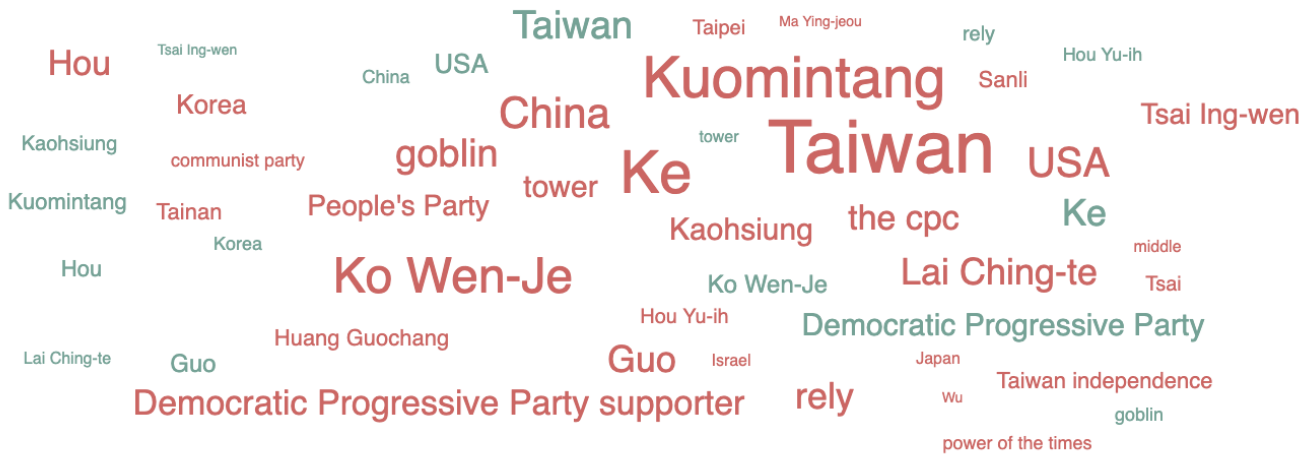 Taiwan
Taipei
Ma Ying-jeou
rely
Hou
Tsai Ing-wen
China
USA
Kuomintang
Hou Yu-ih
Sanli
Korea
China
Tsai Ing-wen
Kaohsiung
communist party
goblin
Ke
tower
Taiwan
USA
tower
Kuomintang
Tainan
People's Party
Kaohsiung
the cpc
Ke
Korea
Hou
Ko Wen-Je
Ko Wen-Je
Lai Ching-te
middle
Tsai
Huang Guochang
Hou Yu-ih
Democratic Progressive Party
Lai Ching-te
Guo
Guo
Israel
Japan
Taiwan independence
Democratic Progressive Party supporter
rely
Wu
goblin
power of the times